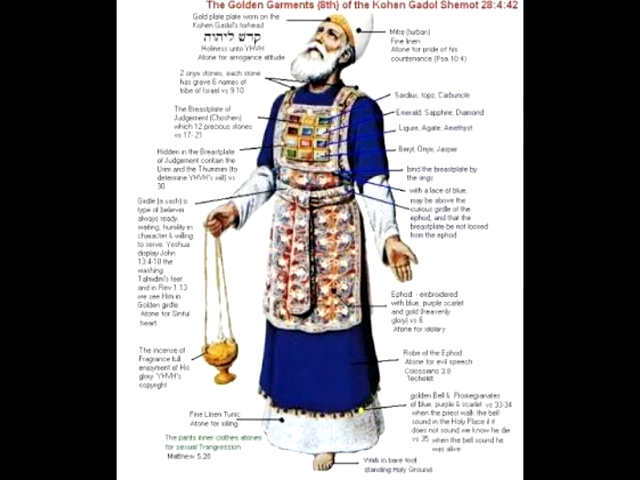 The Golden Garments (8th) of the Kohen Gadol Shemot 28:4:42
Gold plate plate worn on the
Kohen Gadol's forhead
קדש ליהוה
Holiness unto YHVH
Atone for arrogance attitude
Mitre (turban)
Fine linen
Atone for pride of his
countenance (Psa 10:4)
2 onyx stones, each stone
has grave 6 names of
tribe of Israel vs 9:10
Sardius, topz, Carbuncle
The Breastplate of
Judgement (Choshen)
which 12 precious stones
vs 17-21
Emerald, Sapphire, Diamond
Ligure, Agate, Amethyst
Beryl, Onyx, Jasper
Hidden in the Breastplate
of Judgement contain the
Urim and the Thummim (to
determine YHVH's will) vs
30
bind the breastplate by
the rings
with a lace of blue,
may be above the
curious girdle of the
ephod, and that the
breastplate be not loosed
from the ephod
Girdle (a sash) is
type of believer
always ready,
waiting, humility in
character & willing
to serve. Yeshua
display John
13:4-10 the
washing
Talmidim's feet
and in Rev 1:13
we see Him in
Golden girdle
Atone for Sinful
heart
Ephod - embroidered
with blue, purple scarlet
and gold (heavenly
glory) vs 6
Atone for idolatry
The incense of
Fragrance full
enjoyment of His
glory. YHVH's
copyright
Robe of the Ephod
Atone for evil speech
Colossians 3:8
Techelet
golden Bell & Pomegranates
of blue, purple & scarlet vs 33-34
when the priest walk, the bell
sound in the Holy Place if it
does not sound we know he die
vs 35 when the bell sound he
was alive
Fine Linen Tunic
Atone for killing
The pants inner clothes atones
for sexual Transgression
Matthew 5:28
Walk in bare foot
standing Holy Ground